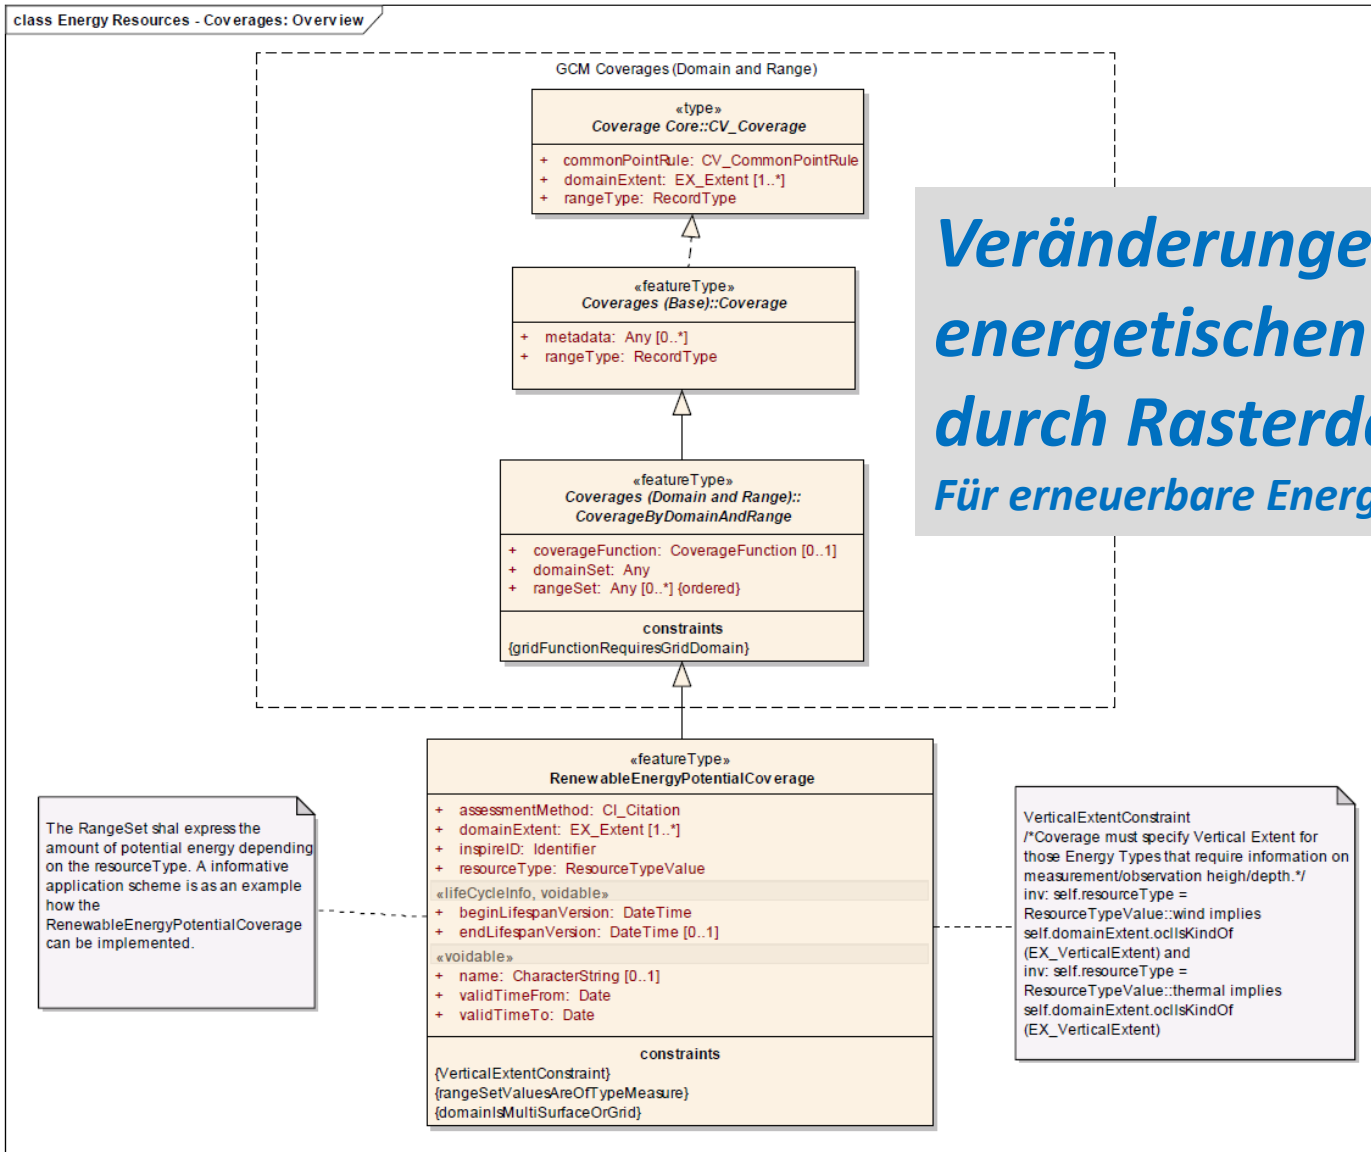 class Energy Resources - Coverages: Overview
GCM Coverages (Domain and Range)
«type»
Coverage Core::CV_Coverage
+ commonPointRule: CV_CommonPointRule
+ domainExtent: EX_Extent [1..*]
+ rangeType: RecordType
«featureType»
Coverages (Base)::Coverage
+ metadata: Any [0..*]
+ rangeType: RecordType
Veränderunge
energetischen
durch Rasterda
Für erneuerbare Energ
«featureType»
Coverages (Domain and Range)::
CoverageByDomainAndRange
+ coverageFunction: CoverageFunction [0..1]
+ domainSet: Any
+ rangeSet: Any [0..*] {ordered}
constraints
{gridFunctionRequiresGridDomain}
«featureType»
RenewableEnergyPotentialCoverage
+ assessmentMethod: CI_Citation
+ domainExtent: EX_Extent [1..*]
+ inspireID: Identifier
+ resourceType: ResourceTypeValue
«lifeCycleInfo, voidable»
+ beginLifespanVersion: DateTime
+ endLifespanVersion: DateTime [0..1]
«voidable»
+ name: CharacterString [0..1]
+ validTimeFrom: Date
+ validTimeTo: Date
constraints
{VerticalExtentConstraint}
{rangeSetValuesAreOfTypeMeasure}
{domainIsMultiSurfaceOrGrid}
The RangeSet shal express the
amount of potential energy depending
on the resourceType. A informative
application scheme is as an example
how the
RenewableEnergyPotentialCoverage
can be implemented.
VerticalExtentConstraint
/*Coverage must specify Vertical Extent for
those Energy Types that require information on
measurement/observation heigh/depth.*/
inv: self.resourceType =
ResourceTypeValue::wind implies
self.domainExtent.oclIsKindOf
(EX_VerticalExtent) and
inv: self.resourceType =
ResourceTypeValue::thermal implies
self.domainExtent.oclIsKindOf
(EX_VerticalExtent)